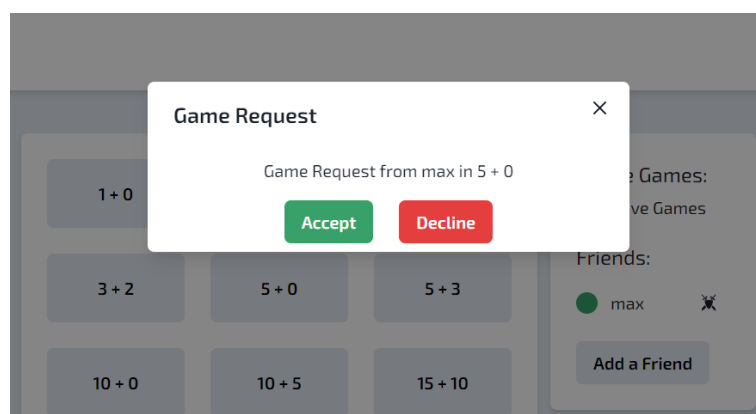 Game Request
Game Request from max in 5 + 0
Accept
Decline
1 + 0
3 + 2
5 + 0
5 + 3
10 + 0
10 + 5
15 + 10
Games:
Games
Friends:
max
Add a Friend